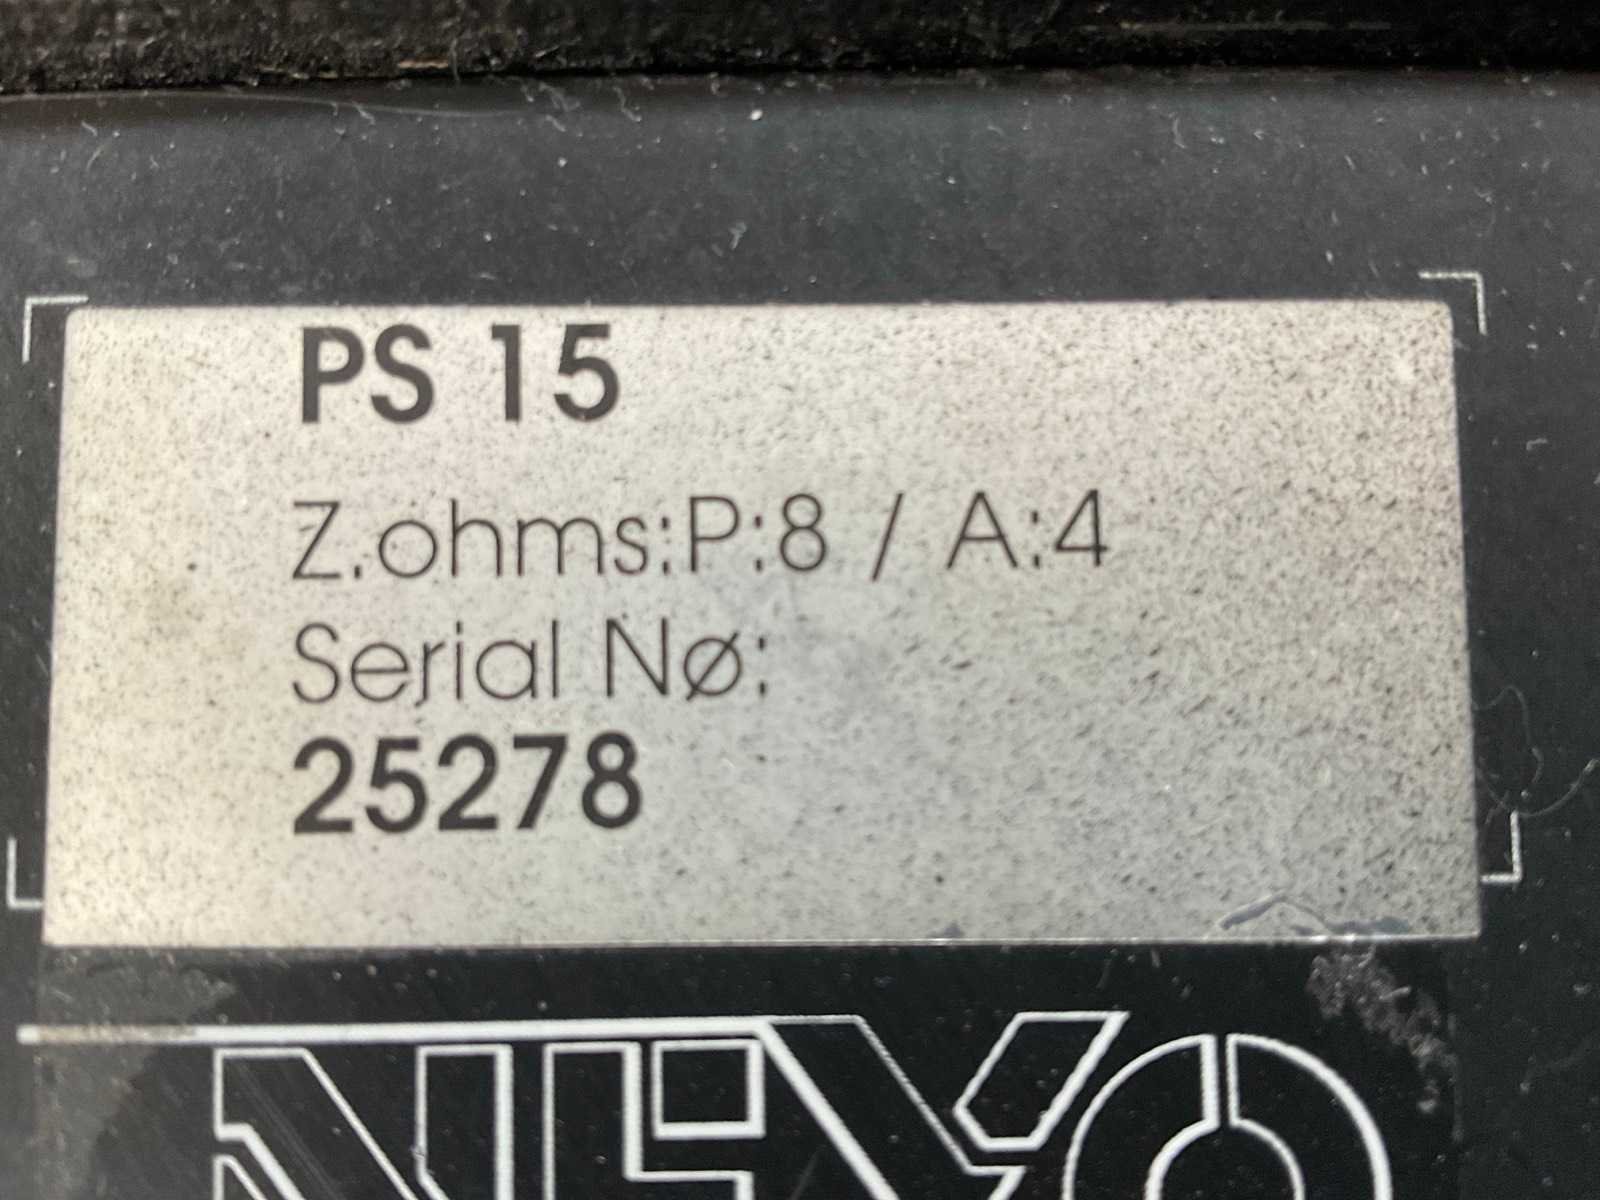 PS 15
Z.ohms:P:8 / A:4
Serial Nø:
25278
NEXO